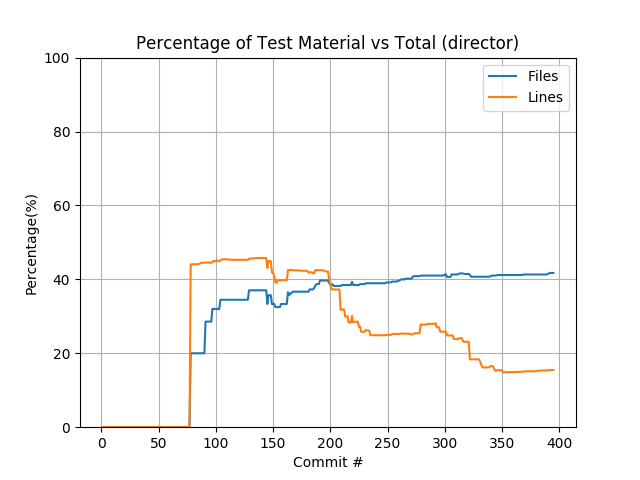 Percentage of Test Material vs Total (director)
Files
Lines
100
80
60
40
20
0
Percentage(%)
0 50 100 150 200 250 300 350 400
Commit #